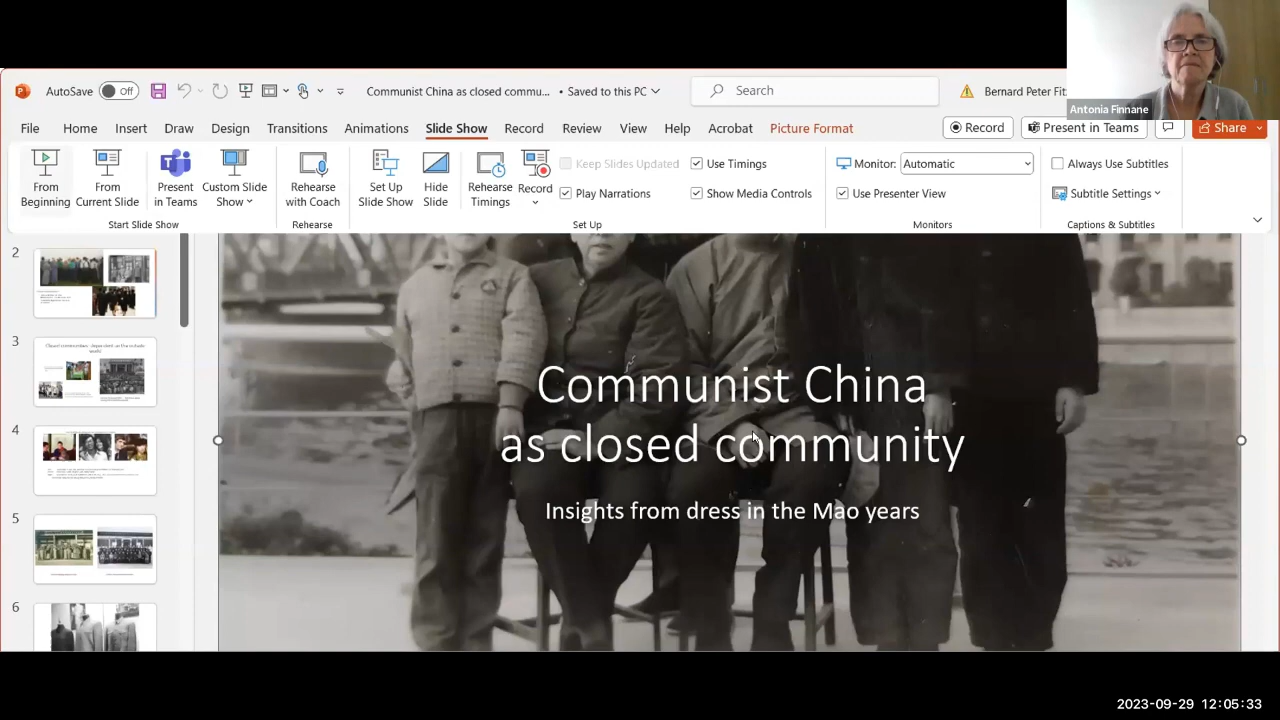 AutoSave Off Communist China as closed commu... • Saved to this PC Search Bernard Peter Fit
Antonia Finnane
File Home Insert Draw Design Transitions Animations Slide Show Record Review View Help Acrobat Picture Format Record Present in Teams Share
From Beginning
From Current Slide
Present in Teams
Custom Slide Show
Rehearse with Coach
Set Up Slide Show
Hide Slide
Rehearse Timings
Record
Keep Slides Updated Use Timings
Play Narrations Show Media Controls
Monitor: Automatic
Use Presenter View
Always Use Subtitles
Subtitle Settings
Start Slide Show Rehearse Set Up Monitors Captions & Subtitles
2
3
4
5
6
Communist China
as closed community
Insights from dress in the Mao years
2023-09-29 12:05:33